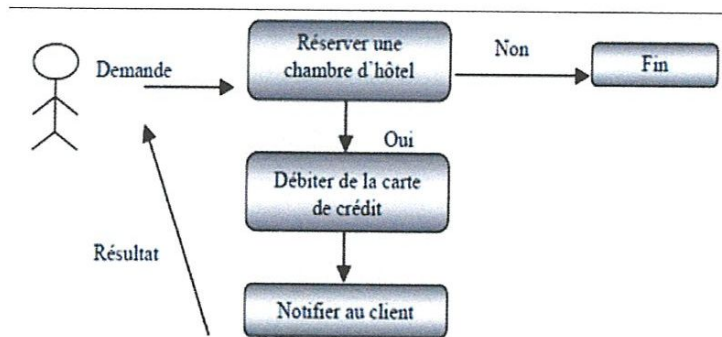 Demande
Réserver une
chambre d'hôtel
Non
Fin
Oui
Débiter de la carte
de crédit
Résultat
Notifier au client